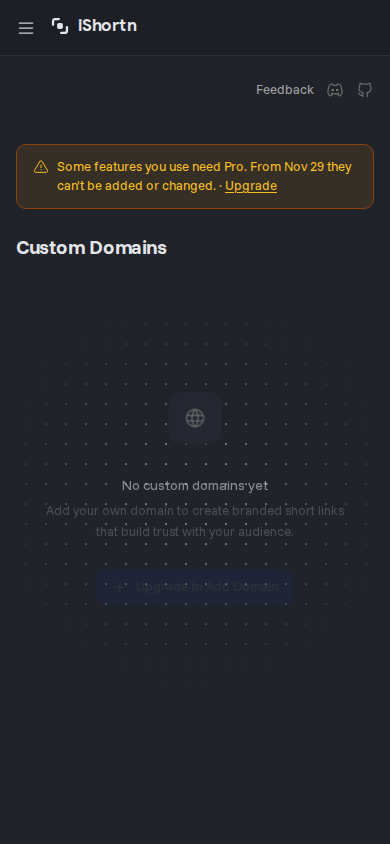 iShortn
Feedback
Some features you use need Pro. From Nov 29 they
can't be added or changed. · Upgrade
Custom Domains
No custom domains yet
Add your own domain to create branded short links
that build trust with your audience.
+ Upgrade to Add Domain